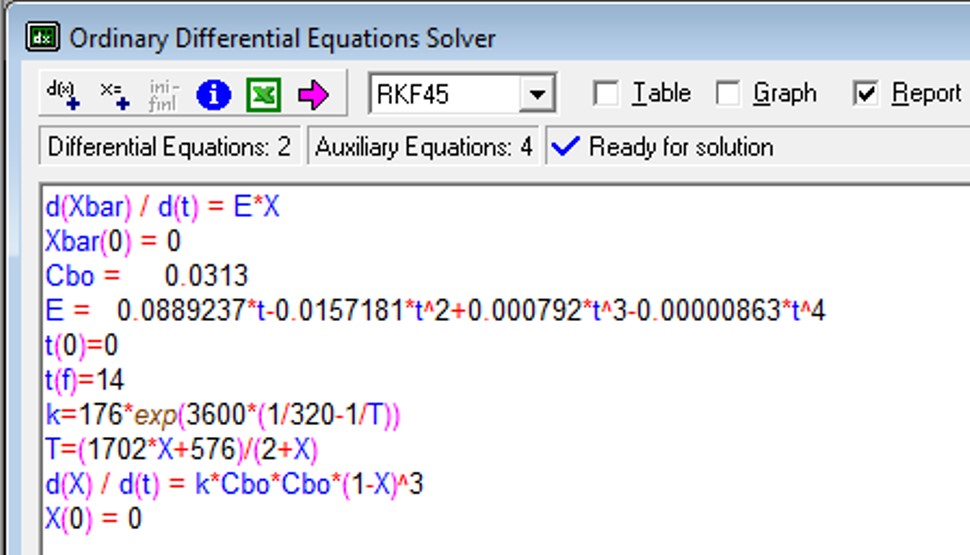 dx Ordinary Differential Equations Solver
d(x) x= ini-finl RKF45 Table Graph Report
Differential Equations: 2 Auxiliary Equations: 4 Ready for solution
d(Xbar) / d(t) = E*X
Xbar(0) = 0
Cbo = 0.0313
E = 0.0889237*t-0.0157181*t^2+0.000792*t^3-0.00000863*t^4
t(0)=0
t(f)=14
k=176*exp(3600*(1/320-1/T))
T=(1702*X+576)/(2+X)
d(X) / d(t) = k*Cbo*Cbo*(1-X)^3
X(0) = 0